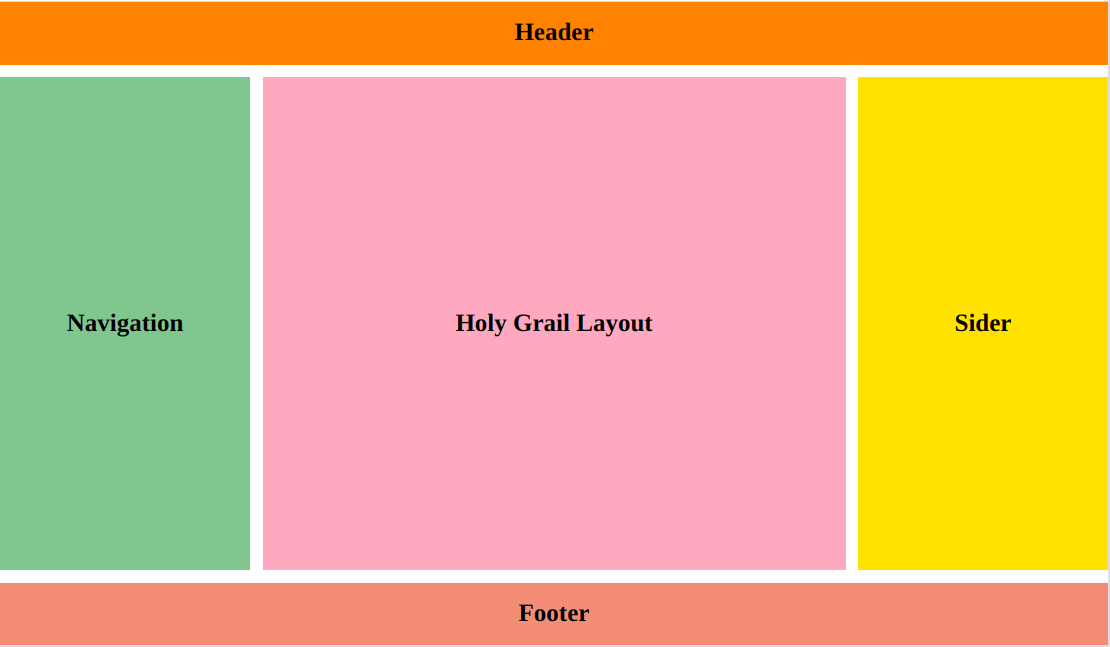 Header
Navigation
Holy Grail Layout
Sider
Footer